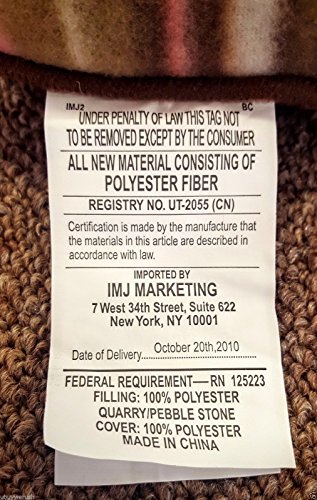 IMJ2 BC
UNDER PENALTY OF LAW THIS TAG NOT
TO BE REMOVED EXCEPT BY THE CONSUMER
ALL NEW MATERIAL CONSISTING OF
POLYESTER FIBER
REGISTRY NO. UT-2055 (CN)
Certification is made by the manufacture that
the materials in this article are described in
accordance with law.
IMPORTED BY
IMJ MARKETING
7 West 34th Street, Suite 622
New York, NY 10001
Date of Delivery.......October 20th,2010
FEDERAL REQUIREMENT—RN 125223
FILLING: 100% POLYESTER
QUARRY/PEBBLE STONE
COVER: 100% POLYESTER
MADE IN CHINA